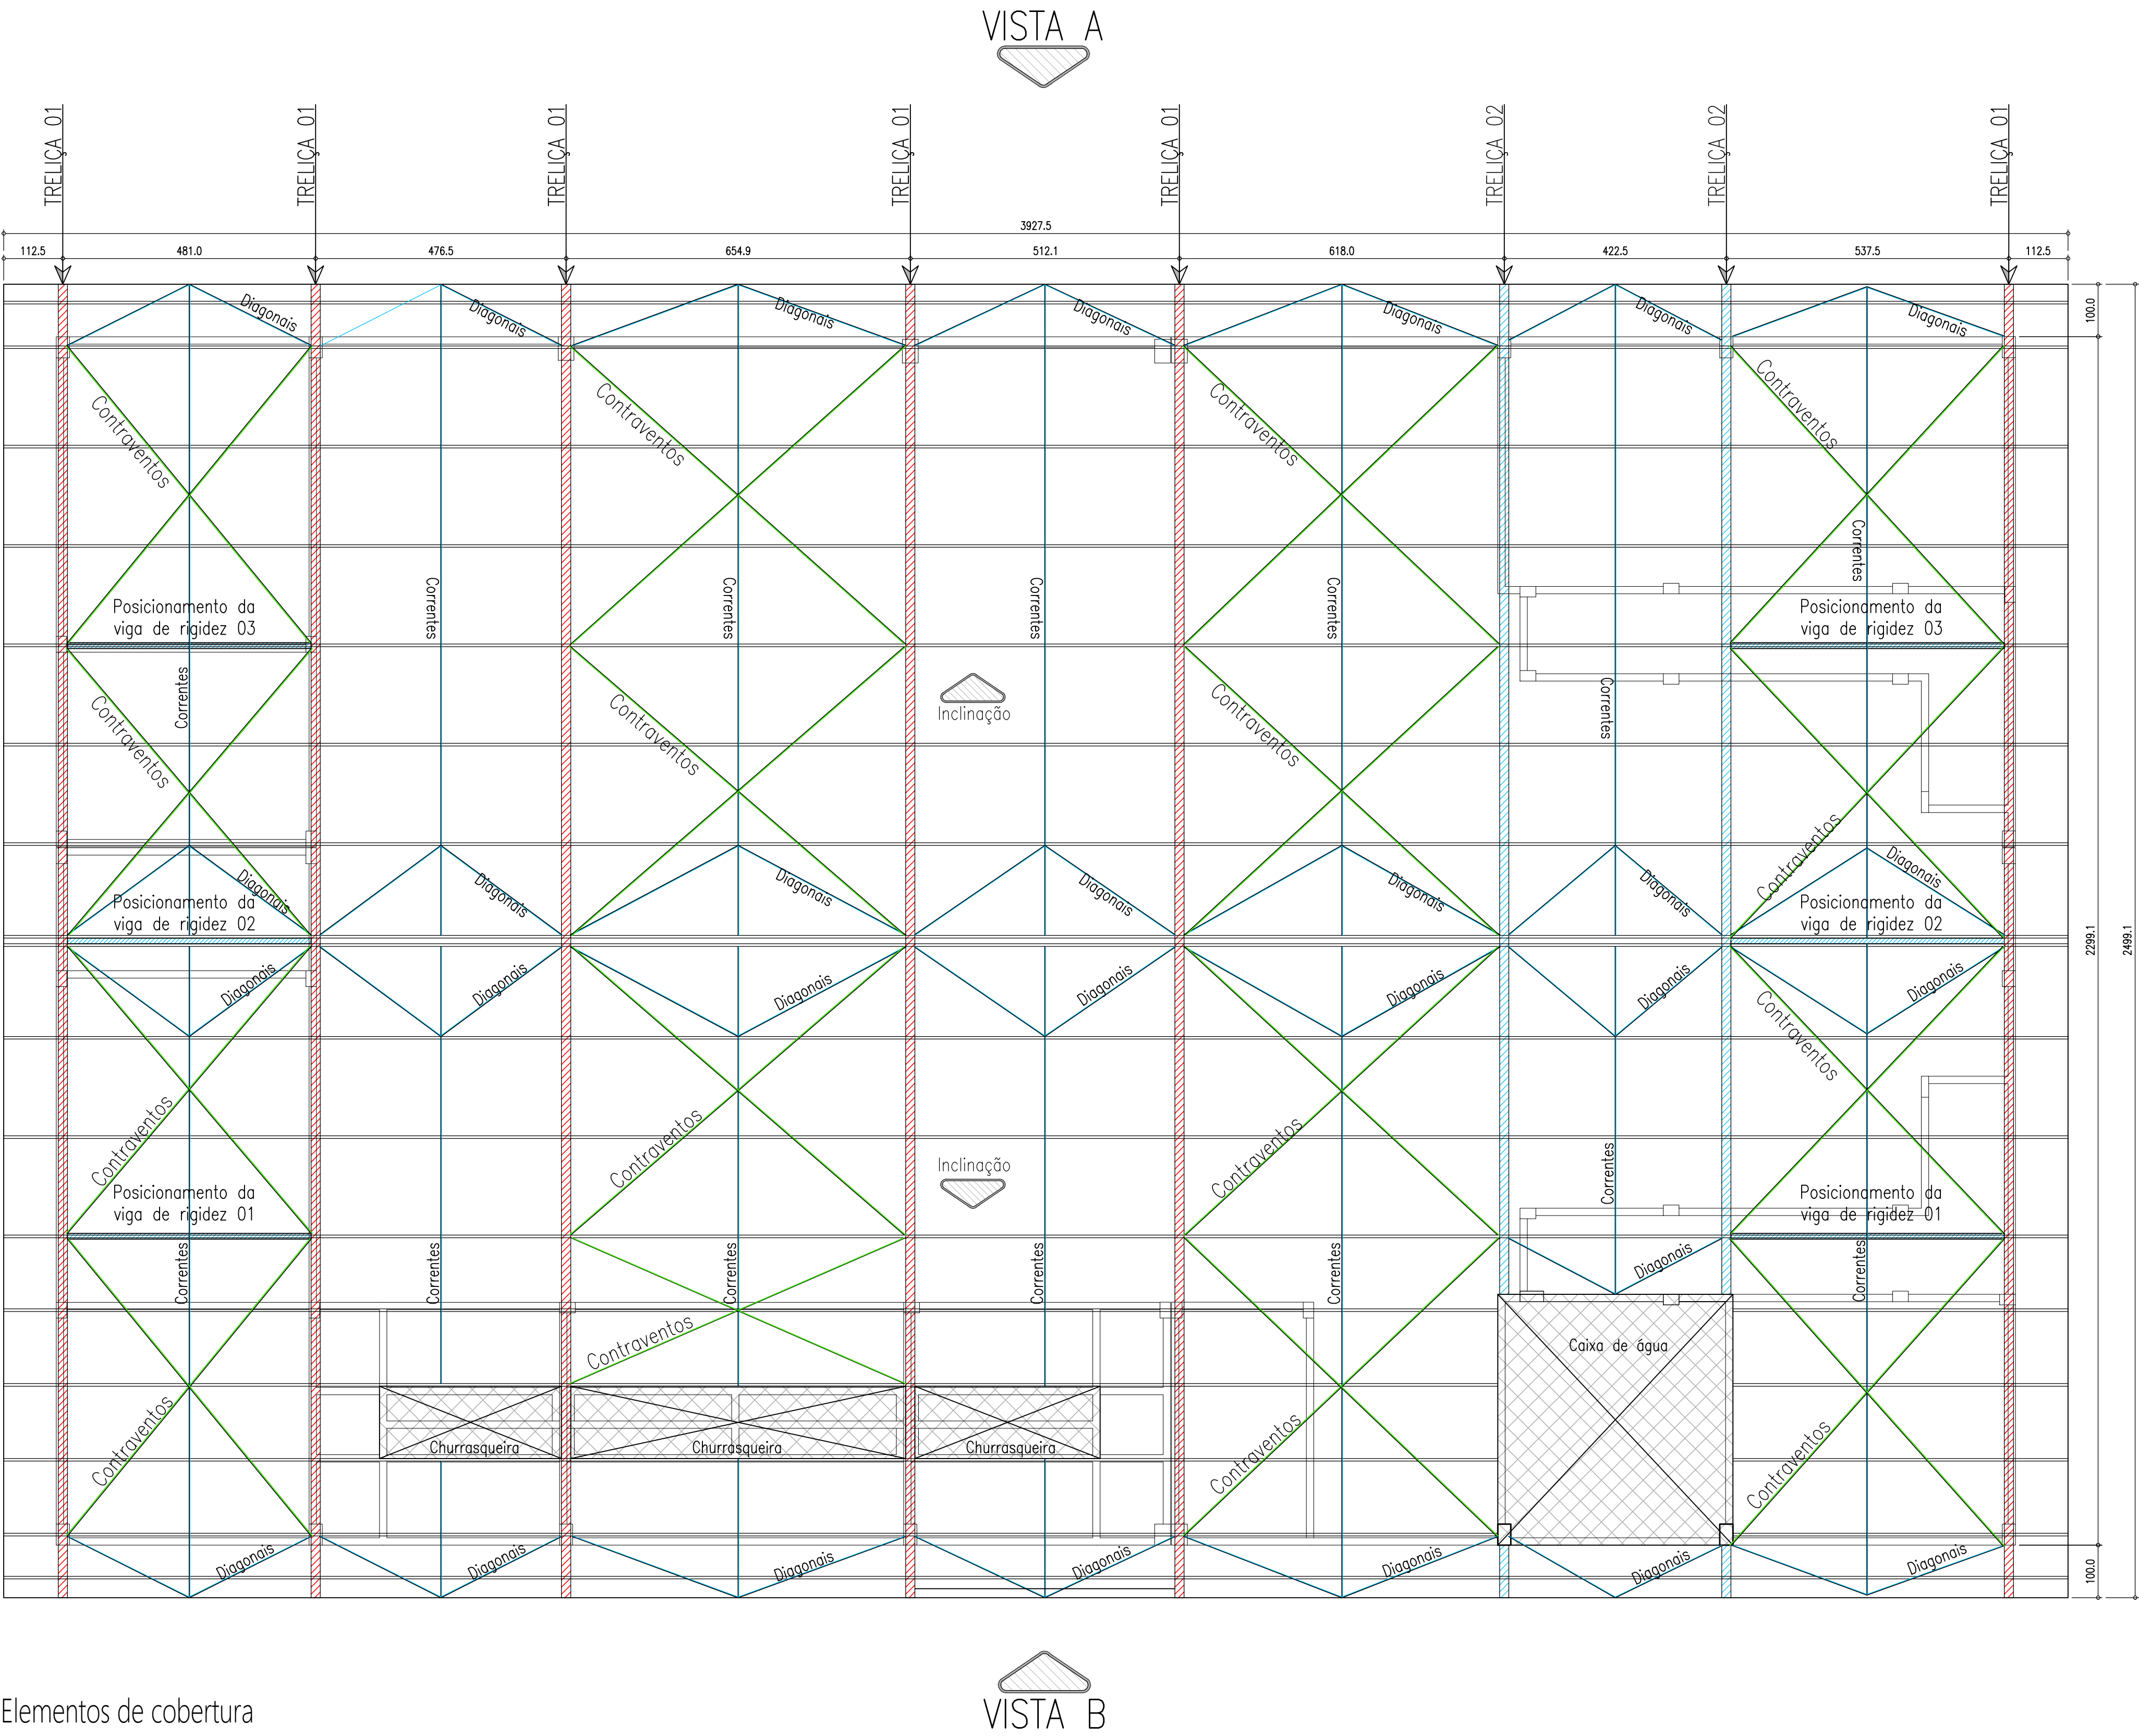 VISTA A
TRELIÇA 01
TRELIÇA 01
TRELIÇA 01
TRELIÇA 01
TRELIÇA 01
TRELIÇA 02
TRELIÇA 02
TRELIÇA 01
3927.5
112.5
481.0
476.5
654.9
512.1
618.0
422.5
537.5
112.5
100.0
Diagonais
Diagonais
Diagonais
Diagonais
Diagonais
Diagonais
Diagonais
Contraventos
Contraventos
Contraventos
Contraventos
Correntes
Correntes
Correntes
Correntes
Correntes
Posicionamento da
viga de rigidez 03
Posicionamento da
viga de rigidez 03
Correntes
Correntes
Contraventos
Contraventos
Contraventos
Inclinação
Contraventos
Diagonais
Diagonais
Diagonais
Diagonais
Diagonais
Diagonais
Diagonais
Posicionamento da
viga de rigidez 02
Posicionamento da
viga de rigidez 02
2299.1
2499.1
Diagonais
Diagonais
Diagonais
Diagonais
Diagonais
Diagonais
Diagonais
Contraventos
Contraventos
Contraventos
Contraventos
Inclinação
Correntes
Posicionamento da
viga de rigidez 01
Posicionamento da
viga de rigidez 01
Correntes
Correntes
Correntes
Correntes
Correntes
Diagonais
Correntes
Contraventos
Caixa de água
Contraventos
Churrasqueira
Churrasqueira
Churrasqueira
Contraventos
Contraventos
Diagonais
Diagonais
Diagonais
Diagonais
Diagonais
Diagonais
Diagonais
100.0
VISTA B
Elementos de cobertura